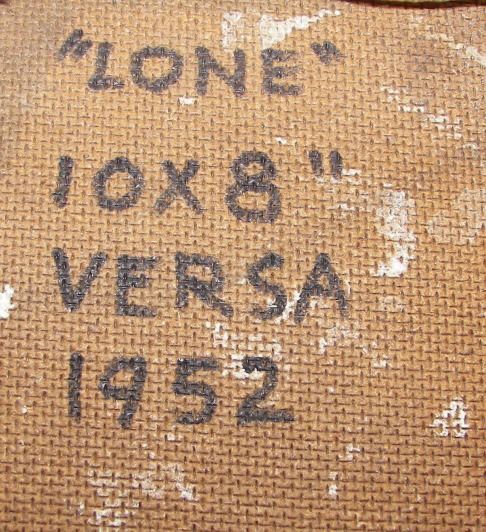 "LONE"
10X8"
VERSA
1952